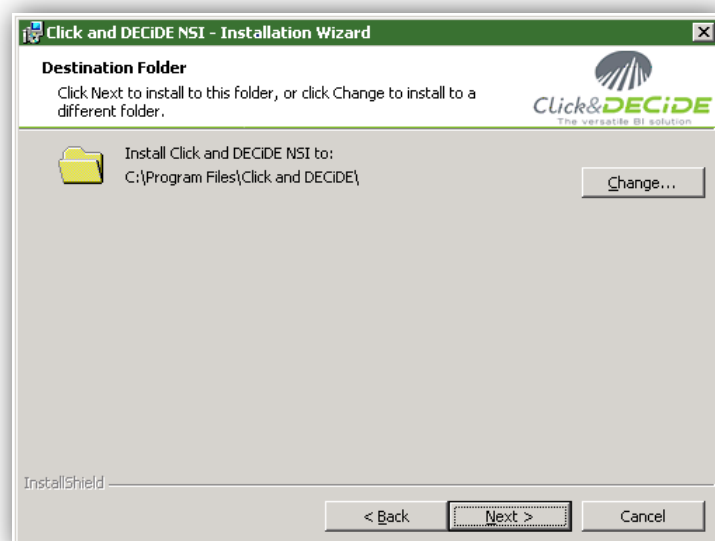 Click and DECiDE NSI - Installation Wizard
Destination Folder
Click Next to install to this folder, or click Change to install to a
different folder.
Click&DECiDE
The versatile BI solution
Install Click and DECiDE NSI to:
C:\Program Files\Click and DECiDE\
Change...
InstallShield
< Back
Next >
Cancel